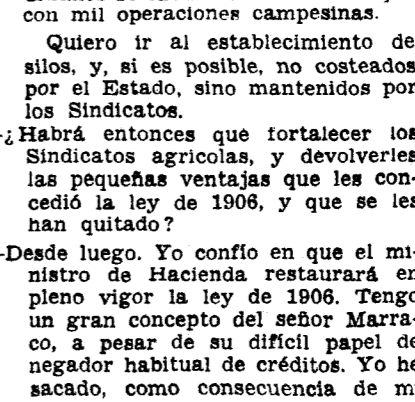 con mil operaciones campesinas.
Quiero ir al establecimiento de
silos, y, si es posible, no costeados
por el Estado, sino mantenidos por
los Sindicatos.
-¿Habrá entonces que fortalecer los
Sindicatos agrícolas, y devolverles
las pequeñas ventajas que les con-
cedió la ley de 1906, y que se les
han quitado?
-Desde luego. Yo confío en que el mi-
nistro de Hacienda restaurará en
pleno vigor la ley de 1906. Tengo
un gran concepto del señor Marra-
co, a pesar de su difícil papel de
negador habitual de créditos. Yo he
sacado, como consecuencia de m